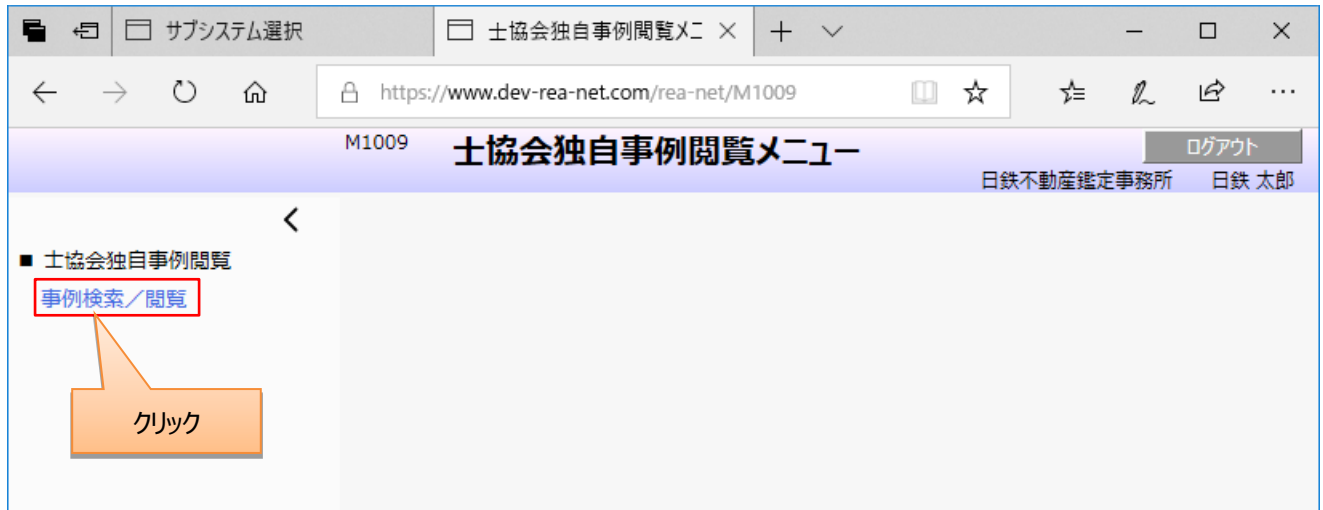 サブシステム選択
士協会独自事例閲覧メニ
https://www.dev-rea-net.com/rea-net/M1009
M1009
士協会独自事例閲覧メニュー
ログアウト
日鉄不動産鑑定事務所 日鉄 太郎
■ 士協会独自事例閲覧
事例検索／閲覧
クリック